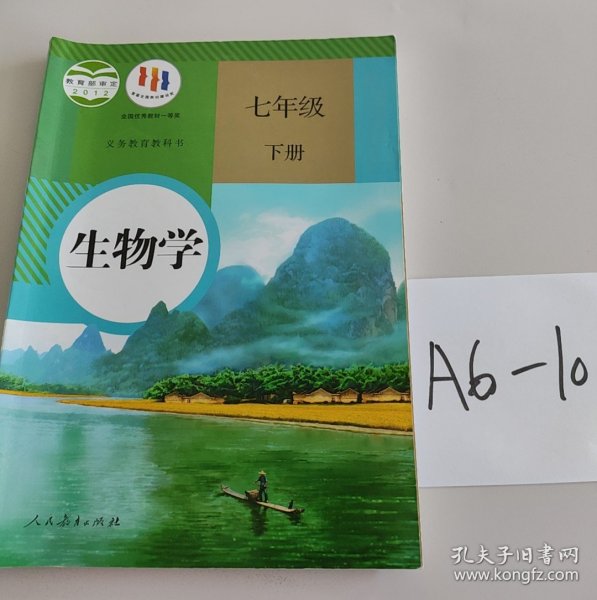 教育部审定
2012
全国优秀教材一等奖
义务教育教科书
七年级
下册
生物学
人民教育出版社
A6-10
孔夫子旧书网
www.kongfz.com